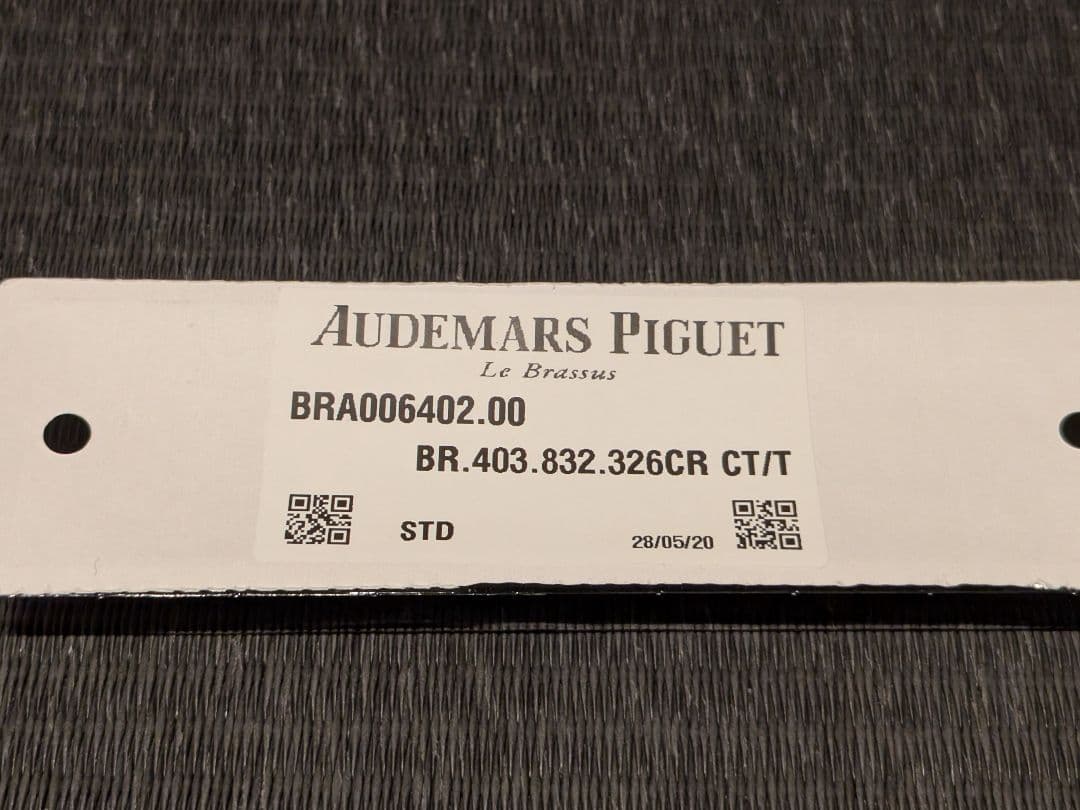 AUDEMARS PIGUET
Le Brassus
BRA006402.00
BR.403.832.326CR CT/T
STD
28/05/20